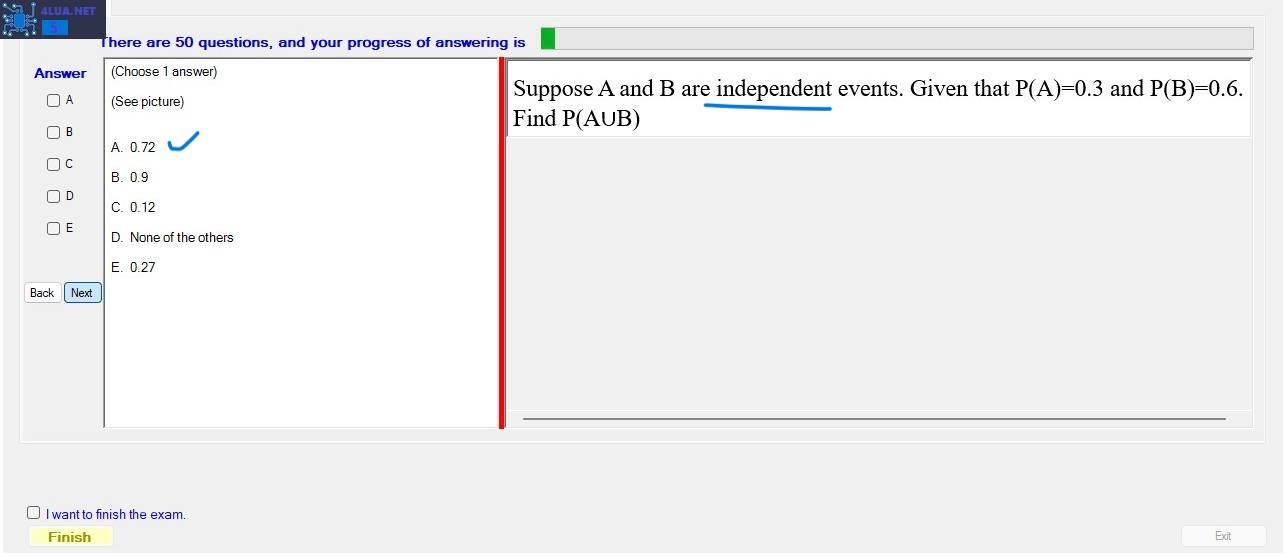 4LUA.NET
5
There are 50 questions, and your progress of answering is
Answer
A
B
C
D
E
Back Next
(Choose 1 answer)
(See picture)
A. 0.72
B. 0.9
C. 0.12
D. None of the others
E. 0.27
Suppose A and B are independent events. Given that P(A)=0.3 and P(B)=0.6.
Find P(A∪B)
I want to finish the exam.
Finish
Exit